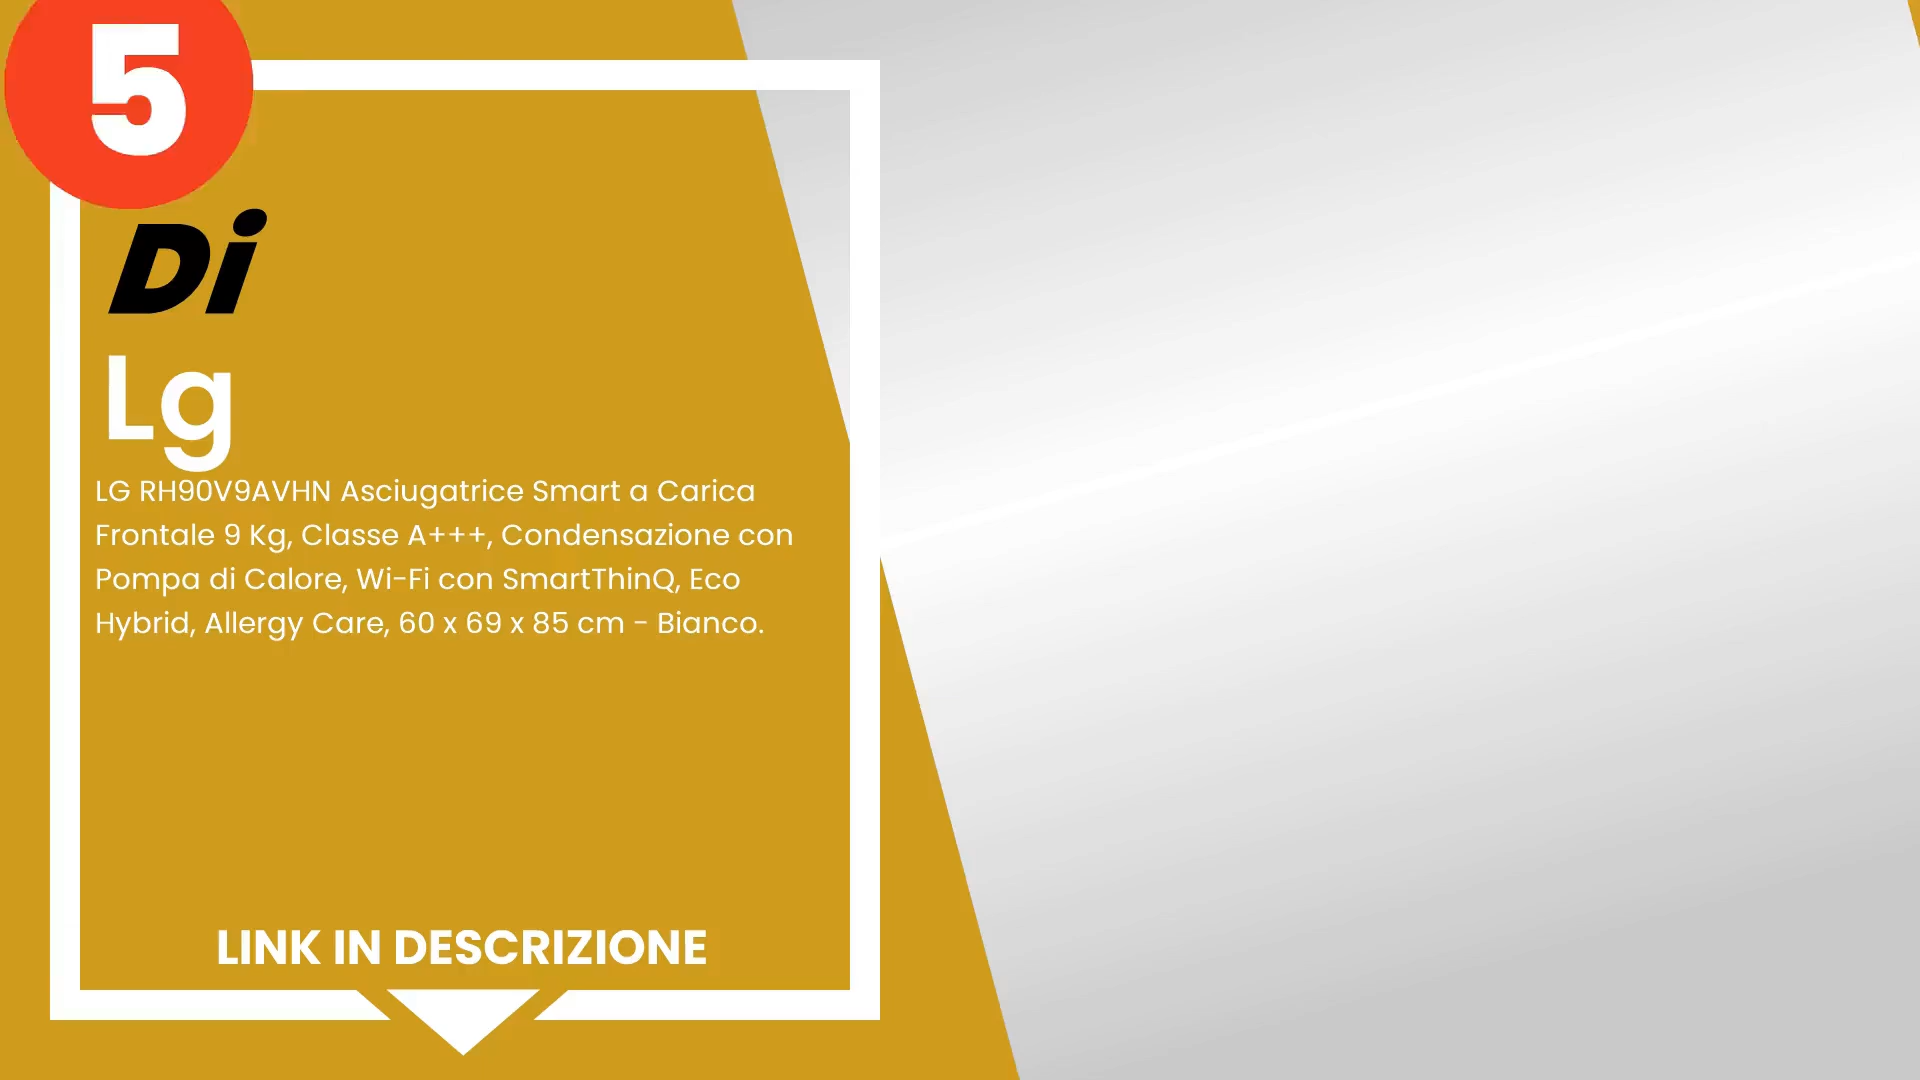 5
Di
Lg
LG RH90V9AVHN Asciugatrice Smart a Carica
Frontale 9 Kg, Classe A+++, Condensazione con
Pompa di Calore, Wi-Fi con SmartThinQ, Eco
Hybrid, Allergy Care, 60 x 69 x 85 cm - Bianco.
LINK IN DESCRIZIONE